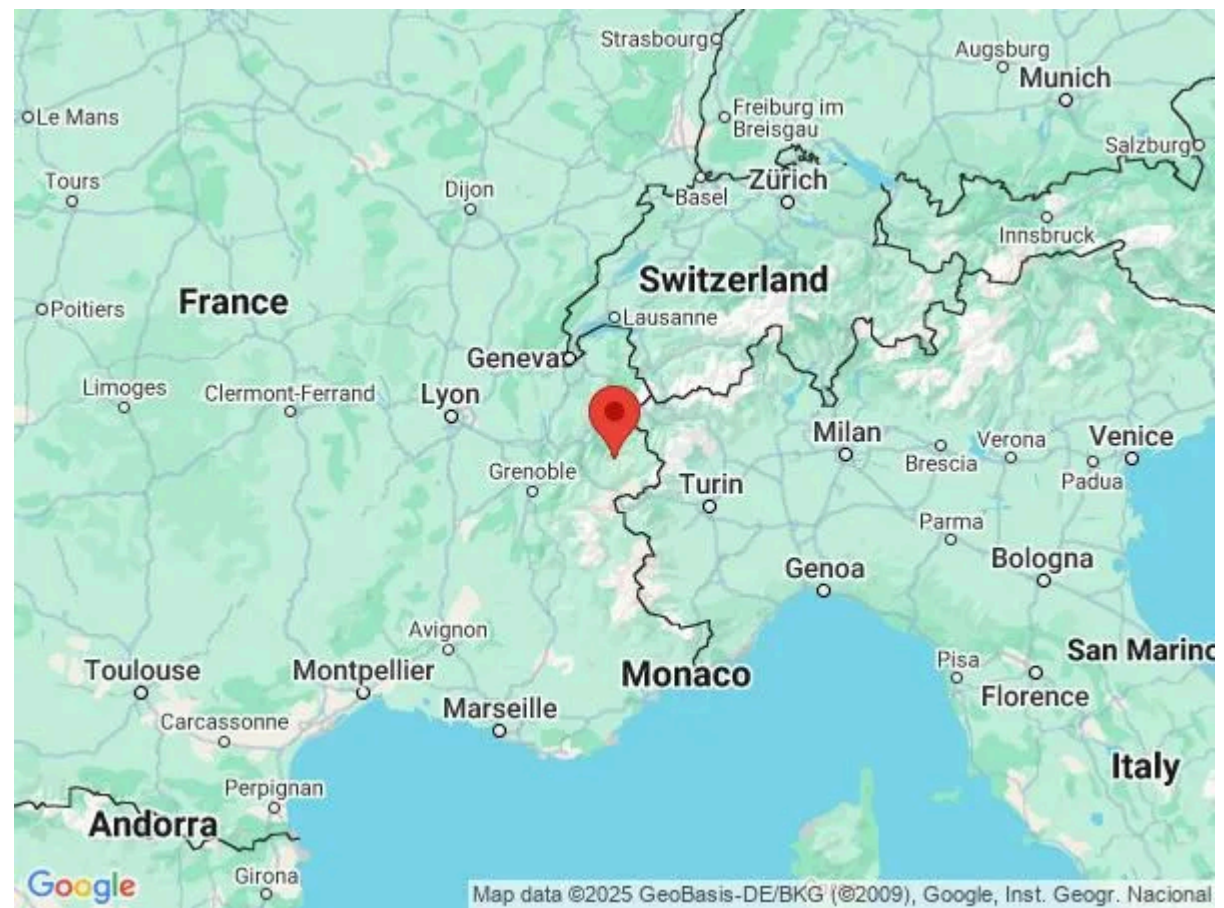 Strasbourg
Augsburg
Munich
Le Mans
Freiburg im
Breisgau
Salzburg
Tours
Dijon
Basel
Zürich
Innsbruck
Switzerland
Poitiers
France
Lausanne
Geneva
Limoges
Clermont-Ferrand
Lyon
Milan
Verona
Venice
Brescia
Padua
Grenoble
Turin
Parma
Bologna
Genoa
Avignon
Toulouse
Montpellier
Monaco
Pisa
San Marino
Florence
Marseille
Carcassonne
Italy
Perpignan
Andorra
Girona
Google
Map data ©2025 GeoBasis-DE/BKG (©2009), Google, Inst. Geogr. Nacional